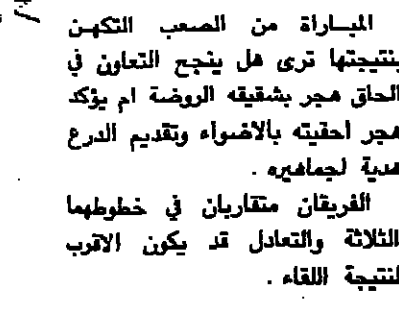 المباراة من الصعب التكهن
بنتيجتها ترى هل ينجح التعاون في
الحاق هجر بشقيقه الروضة ام يؤكد
هجر احقيته بالاضواء وتقديم الدرع
هدية لجماهيره .
الفريقان متقاربان في خطوطهما
الثلاثة والتعادل قد يكون الاقرب
لنتيجة اللقاء .